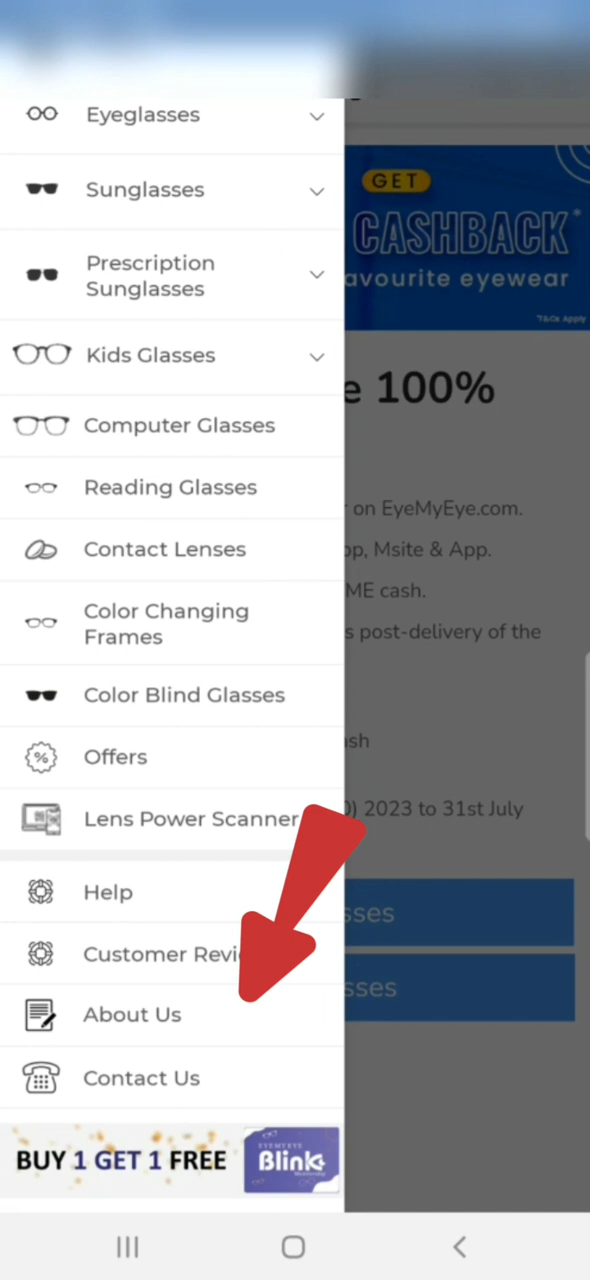 Eyeglasses
Sunglasses
Prescription
Sunglasses
Kids Glasses
Computer Glasses
Reading Glasses
Contact Lenses
Color Changing
Frames
Color Blind Glasses
Offers
Lens Power Scanner
Help
Customer Revi
About Us
Contact Us
BUY 1 GET 1 FREE
EYEMYEYE
Blink
GET
CASHBACK*
avourite eyewear
*T&Cs Apply
e 100%
on EyeMyEye.com.
op, Msite & App.
ME cash.
s post-delivery of the
ash
0) 2023 to 31st July
sses
sses